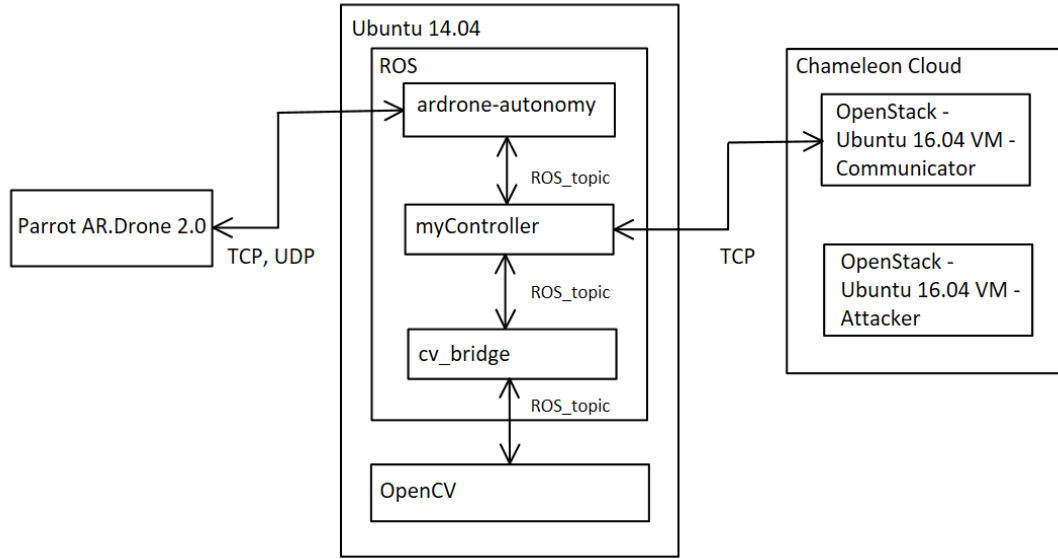 Ubuntu 14.04
ROS
ardrone-autonomy
ROS_topic
myController
ROS_topic
cv_bridge
ROS_topic
OpenCV
Parrot AR.Drone 2.0
TCP, UDP
TCP
Chameleon Cloud
OpenStack -
Ubuntu 16.04 VM -
Communicator
OpenStack -
Ubuntu 16.04 VM -
Attacker